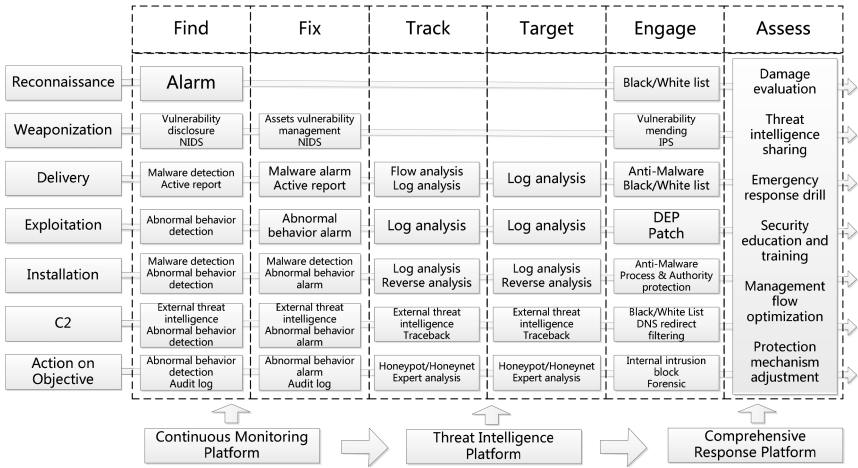 Find
Fix
Track
Target
Engage
Assess
Reconnaissance
Alarm
Black/White list
Weaponization
Vulnerability
disclosure
NIDS
Assets vulnerability
management
NIDS
Vulnerability
mending
IPS
Delivery
Malware detection
Active report
Malware alarm
Active report
Flow analysis
Log analysis
Log analysis
Anti-Malware
Black/White list
Exploitation
Abnormal behavior
detection
Abnormal
behavior alarm
Log analysis
Log analysis
DEP
Patch
Installation
Malware detection
Abnormal behavior
detection
Malware detection
Abnormal behavior
alarm
Log analysis
Reverse analysis
Log analysis
Reverse analysis
Anti-Malware
Process & Authority
protection
C2
External threat
intelligence
Abnormal behavior
detection
External threat
intelligence
Abnormal behavior
alarm
External threat
intelligence
Traceback
External threat
intelligence
Traceback
Black/White List
DNS redirect
filtering
Action on
Objective
Abnormal behavior
detection
Audit log
Abnormal behavior
alarm
Audit log
Honeypot/Honeynet
Expert analysis
Honeypot/Honeynet
Expert analysis
Internal intrusion
block
Forensic
Damage
evaluation
Threat
intelligence
sharing
Emergency
response drill
Security
education and
training
Management
flow
optimization
Protection
mechanism
adjustment
Continuous Monitoring
Platform
Threat Intelligence
Platform
Comprehensive
Response Platform